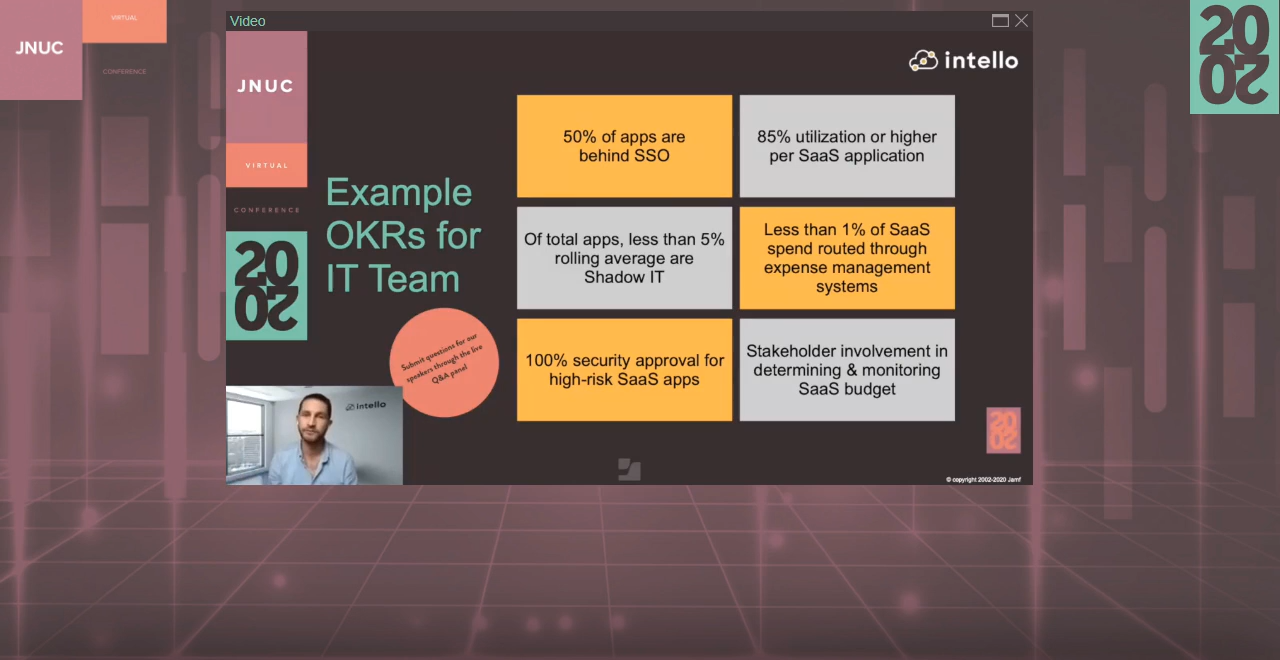 JNUC
VIRTUAL
CONFERENCE
2020
Video
JNUC
VIRTUAL
CONFERENCE
2020
intello
Example
OKRs for
IT Team
50% of apps are
behind SSO
85% utilization or higher
per SaaS application
Of total apps, less than 5%
rolling average are
Shadow IT
Less than 1% of SaaS
spend routed through
expense management
systems
100% security approval for
high-risk SaaS apps
Stakeholder involvement in
determining & monitoring
SaaS budget
Submit questions for our
speakers through the live
Q&A panel
intello
2020
© copyright 2002-2020 Jamf